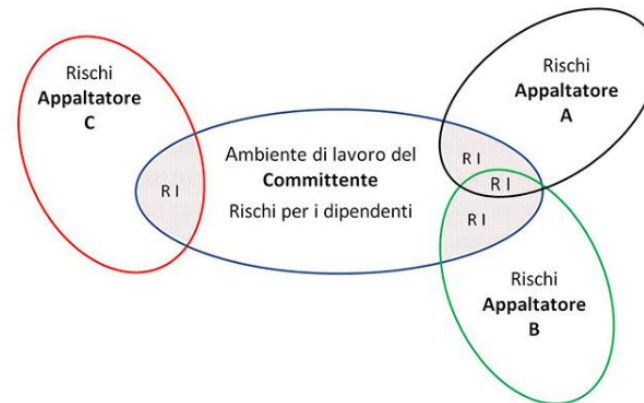 Rischi
Appaltatore
C
Rischi
Appaltatore
A
Ambiente di lavoro del
Committente
Rischi per i dipendenti
R I
R I
R I
R I
Rischi
Appaltatore
B